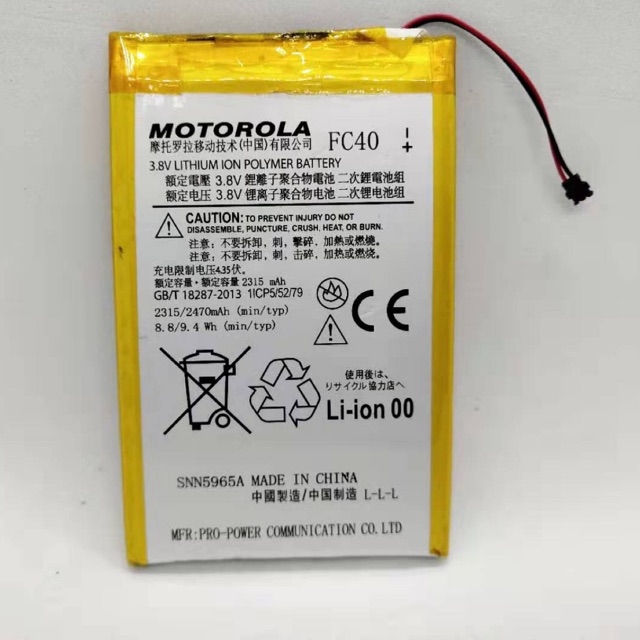 MOTOROLA
摩托罗拉移动技术(中国)有限公司 FC40
3.8V LITHIUM ION POLYMER BATTERY
額定電壓 3.8V 鋰離子聚合物電池 二次鋰電池組
额定电压 3.8V 锂离子聚合物电池 二次锂电池组
CAUTION: TO PREVENT INJURY DO NOT
DISASSEMBLE, PUNCTURE, CRUSH, HEAT, OR BURN.
注意: 不要拆卸, 刺, 擊碎, 加熱或燃燒。
注意: 不要拆卸, 刺, 击碎, 加热或燃烧。
充电限制电压4.35伏。
额定容量・額定容量 2315 mAh
GB/T 18287-2013 1ICP5/52/79
2315/2470mAh (min/typ)
8.8/9.4 Wh (min/typ)
CE
使用後は、
リサイクル協力店へ
Li-ion 00
SNN5965A MADE IN CHINA
中國製造/中国制造 L-L-L
MFR:PRO-POWER COMMUNICATION CO.LTD